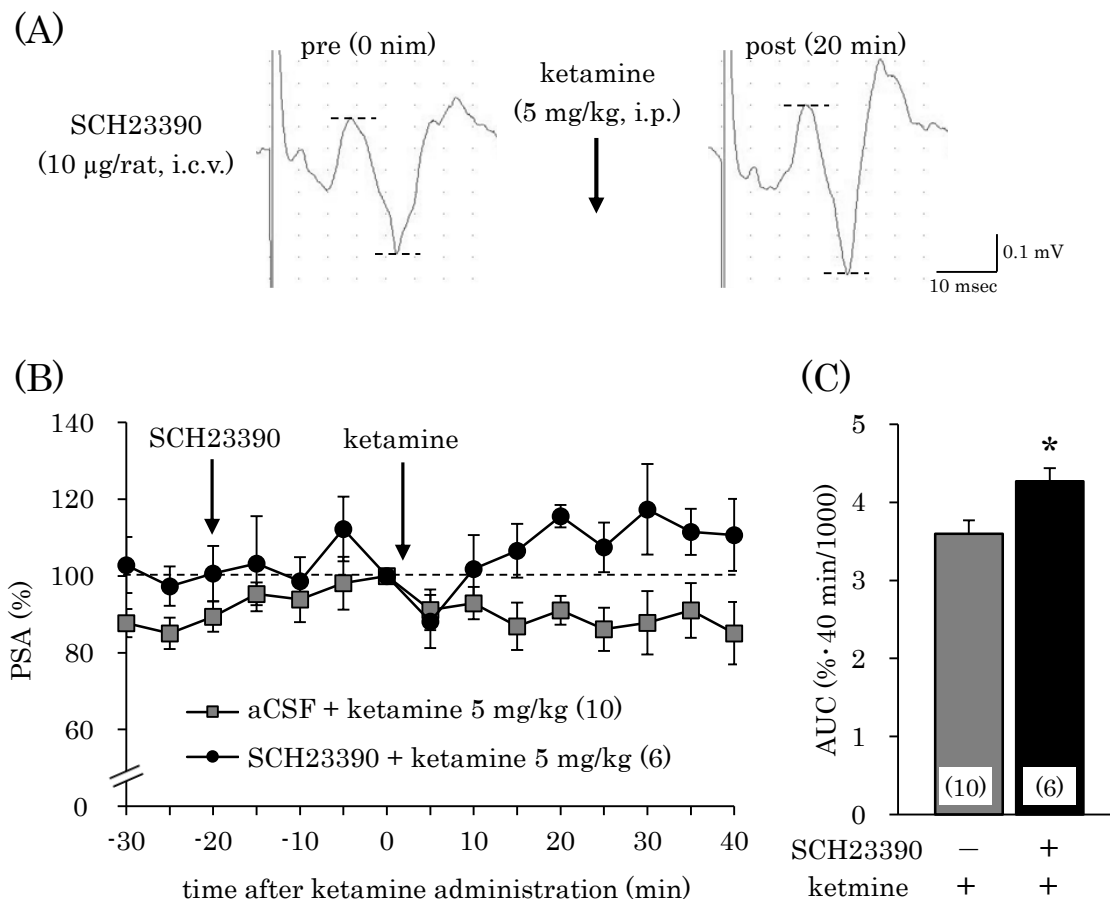 (A)
pre (0 nim)
post (20 min)
ketamine
(5 mg/kg, i.p.)
SCH23390
(10 µg/rat, i.c.v.)
0.1 mV
10 msec
(B)
SCH23390
ketamine
140
120
100
80
60
0
PSA (%)
aCSF + ketamine 5 mg/kg (10)
SCH23390 + ketamine 5 mg/kg (6)
-30 -20 -10 0 10 20 30 40
time after ketamine administration (min)
(C)
5
4
3
2
1
0
AUC (%·40 min/1000)
*
(10) (6)
SCH23390 − +
ketmine + +